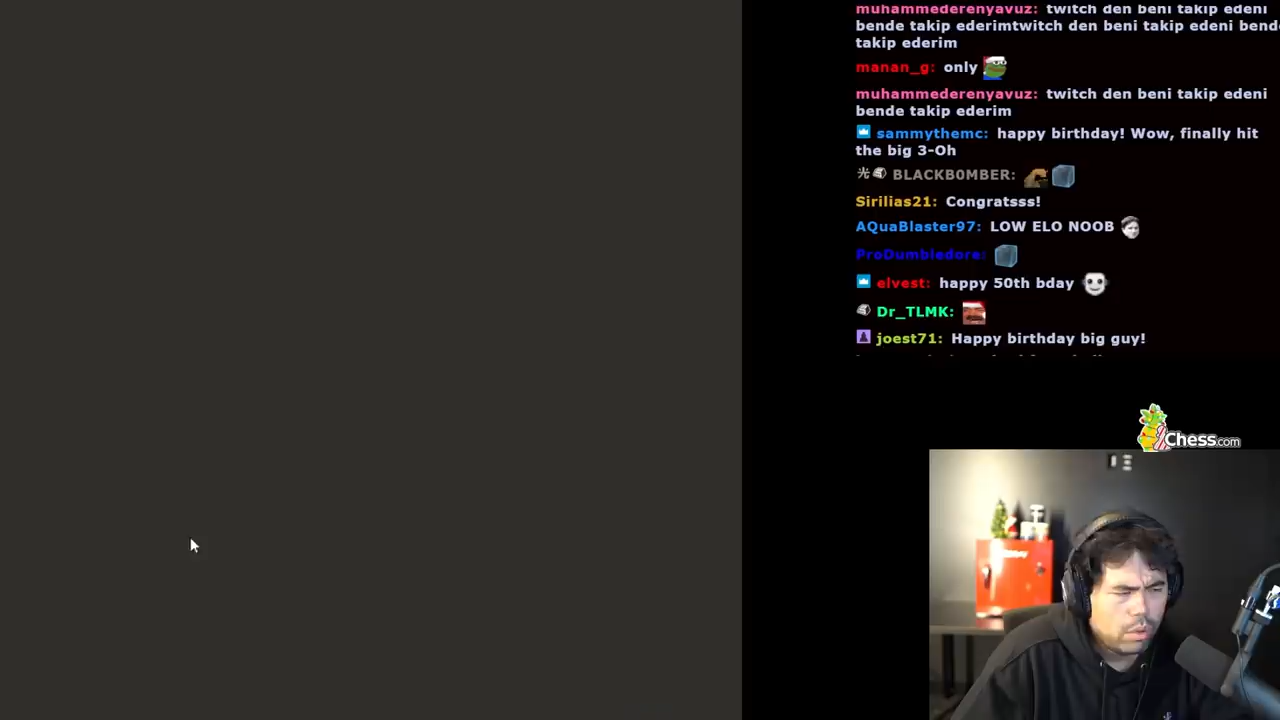 muhammederenyavuz: twitch den beni takip edeni
bende takip ederimtwitch den beni takip edeni bende
takip ederim
manan_g: only
muhammederenyavuz: twitch den beni takip edeni
bende takip ederim
sammythemc: happy birthday! Wow, finally hit
the big 3-Oh
光 BLACKB0MBER:
Sirilias21: Congratsss!
AQuaBlaster97: LOW ELO NOOB
ProDumbledore:
elvest: happy 50th bday
Dr_TLMK:
joest71: Happy birthday big guy!
Chess.com